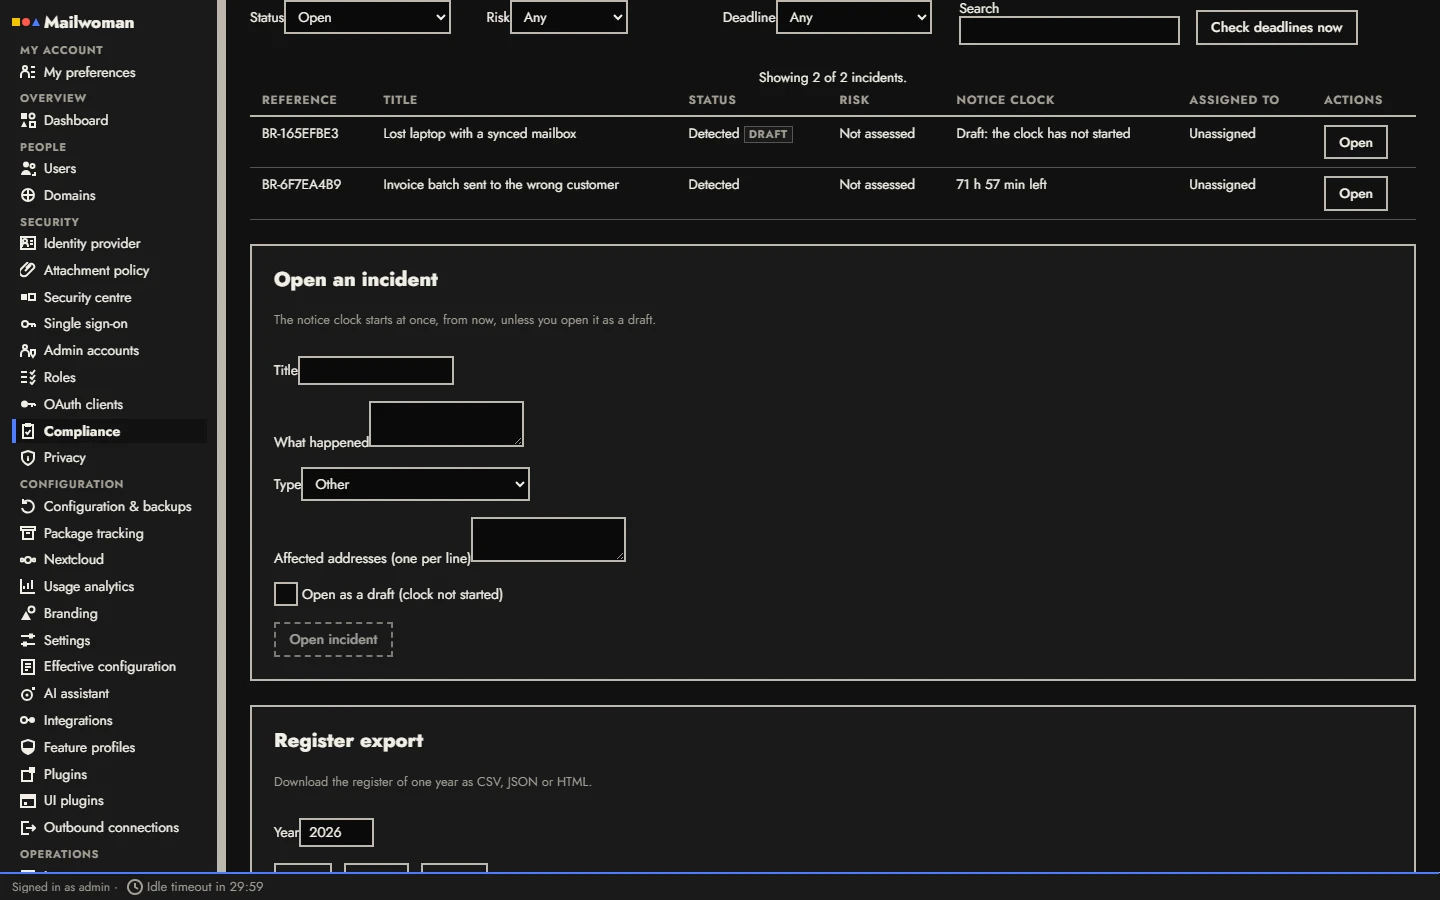 Mailwoman
MY ACCOUNT
My preferences
OVERVIEW
Dashboard
PEOPLE
Users
Domains
SECURITY
Identity provider
Attachment policy
Security centre
Single sign-on
Admin accounts
Roles
OAuth clients
Compliance
Privacy
CONFIGURATION
Configuration & backups
Package tracking
Nextcloud
Usage analytics
Branding
Settings
Effective configuration
AI assistant
Integrations
Feature profiles
Plugins
UI plugins
Outbound connections
OPERATIONS
Status Open Risk Any Deadline Any Search Check deadlines now
Showing 2 of 2 incidents.
REFERENCE TITLE STATUS RISK NOTICE CLOCK ASSIGNED TO ACTIONS
BR-165EFBE3 Lost laptop with a synced mailbox Detected DRAFT Not assessed Draft: the clock has not started Unassigned Open
BR-6F7EA4B9 Invoice batch sent to the wrong customer Detected Not assessed 71 h 57 min left Unassigned Open
Open an incident
The notice clock starts at once, from now, unless you open it as a draft.
Title
What happened
Type Other
Affected addresses (one per line)
Open as a draft (clock not started)
Open incident
Register export
Download the register of one year as CSV, JSON or HTML.
Year 2026
Signed in as admin · Idle timeout in 29:59